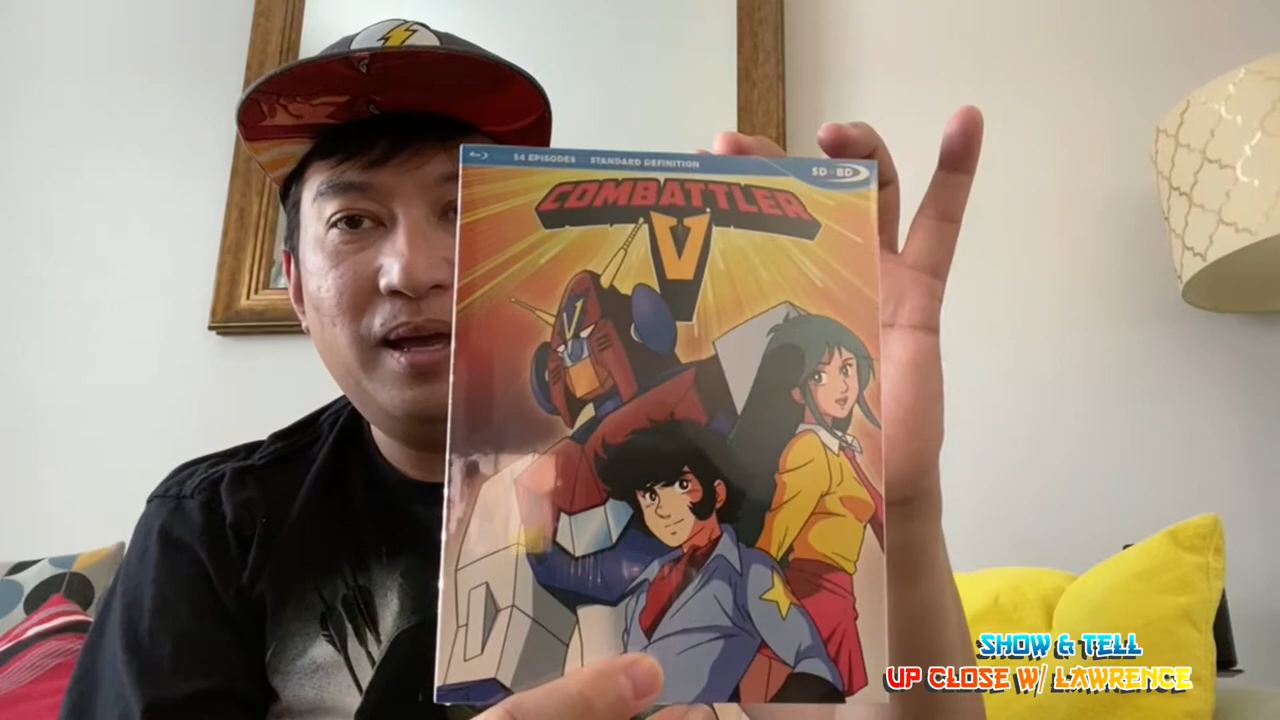 54 EPISODES STANDARD DEFINITION SD BD
COMBATTLER
V
V
SHOW & TELL
UP CLOSE W/ LAWRENCE